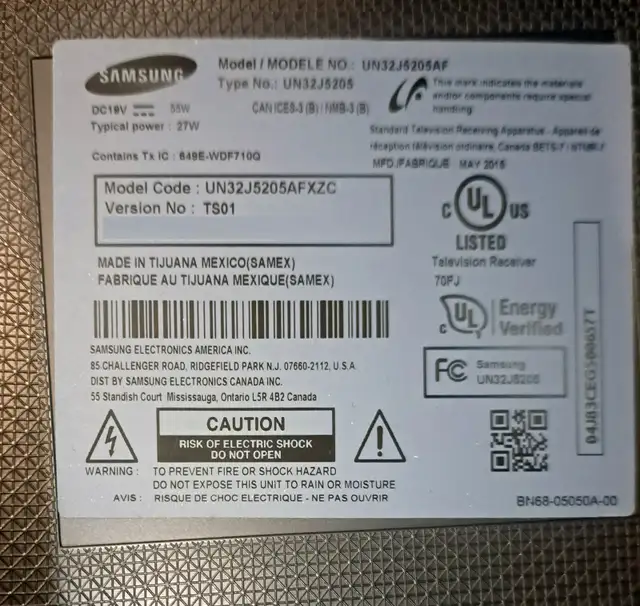 SAMSUNG
Model / MODELE NO.: UN32J5205AF
Type No.: UN32J5205
DC19V 55W
Typical power : 27W
CAN ICES-3 (B) / NMB-3 (B)
This mark indicates the materials
and/or components require special
handling.
Standard Television Receiving Apparatus - Appareil de
réception télévision ordinaire, Canada BETS-7 / NTMR-7
MFD./FABRIQUÉ MAY 2015
Contains Tx IC : 649E-WDF710Q
Model Code : UN32J5205AFXZC
Version No : TS01
C UL US
LISTED
Television Receiver
70PJ
MADE IN TIJUANA MEXICO(SAMEX)
FABRIQUE AU TIJUANA MEXIQUE(SAMEX)
c UL Energy
Verified
SAMSUNG ELECTRONICS AMERICA INC.
85.CHALLENGER ROAD, RIDGEFIELD PARK N.J. 07660-2112, U.S.A.
DIST BY SAMSUNG ELECTRONICS CANADA INC.
55 Standish Court Mississauga, Ontario L5R 4B2 Canada
FC Samsung
UN32J5205
CAUTION
RISK OF ELECTRIC SHOCK
DO NOT OPEN
WARNING : TO PREVENT FIRE OR SHOCK HAZARD
DO NOT EXPOSE THIS UNIT TO RAIN OR MOISTURE
AVIS : RISQUE DE CHOC ELECTRIQUE - NE PAS OUVRIR
BN68-05050A-00